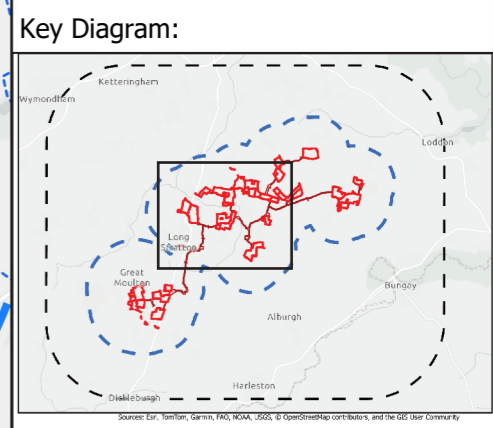 Key Diagram:
Ketteringham
Wymondham
Loddon
Long
Stratton
Great
Moulton
Bungay
Alburgh
Harleston
Dickleburgh
Sources: Esri, TomTom, Garmin, FAO, NOAA, USGS, © OpenStreetMap contributors, and the GIS User Community